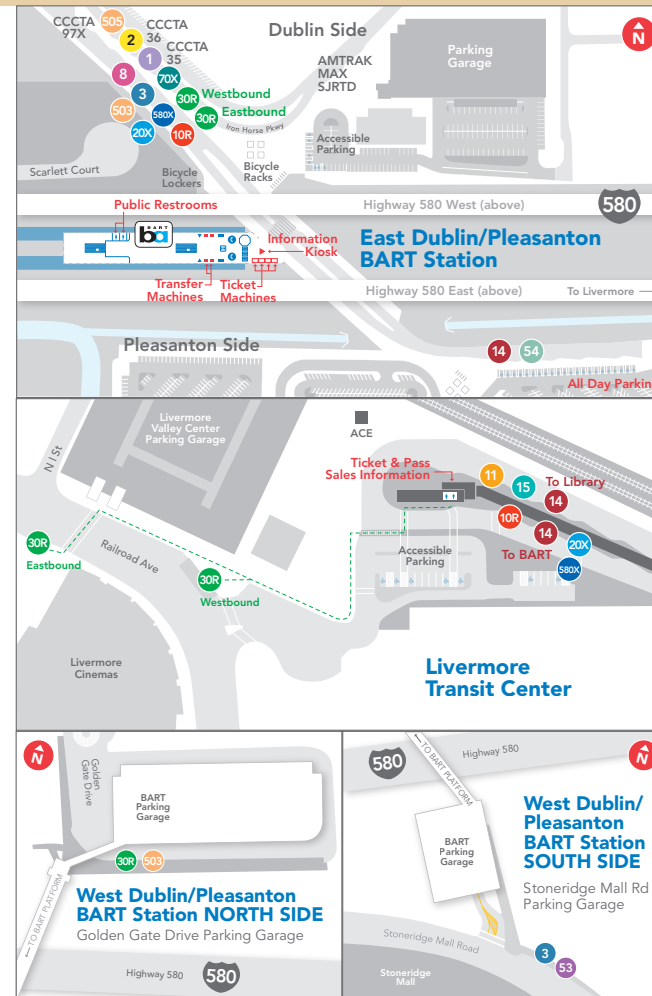 CCCTA
97X
505
2
CCCTA
36
1
CCCTA
35
8
70X
3
30R
Westbound
503
580X
30R
Eastbound
20X
10R
Iron Horse Pkwy
Dublin Side
AMTRAK
MAX
SJRTD
Parking
Garage
N
Accessible
Parking
Bicycle
Racks
Scarlett Court
Bicycle
Lockers
Public Restrooms
Highway 580 West (above)
580
BART
ba
Information
Kiosk
East Dublin/Pleasanton
BART Station
Transfer
Machines
Ticket
Machines
Highway 580 East (above)
To Livermore
Pleasanton Side
14
54
All Day Parkin
Livermore
Valley Center
Parking Garage
N I St
ACE
Ticket & Pass
Sales Information
11
15
To Library
14
10R
14
To BART
20X
580X
30R
Eastbound
Railroad Ave
30R
Westbound
Accessible
Parking
Livermore
Cinemas
Livermore
Transit Center
N
Golden
Gate Drive
BART
Parking
Garage
30R
503
TO BART PLATFORM
West Dublin/Pleasanton
BART Station NORTH SIDE
Golden Gate Drive Parking Garage
Highway 580
580
580
TO BART PLATFORM
Highway 580
N
BART
Parking
Garage
West Dublin/
Pleasanton
BART Station
SOUTH SIDE
Stoneridge Mall Rd
Parking Garage
Stoneridge Mall Road
Stoneridge
Mall
3
53